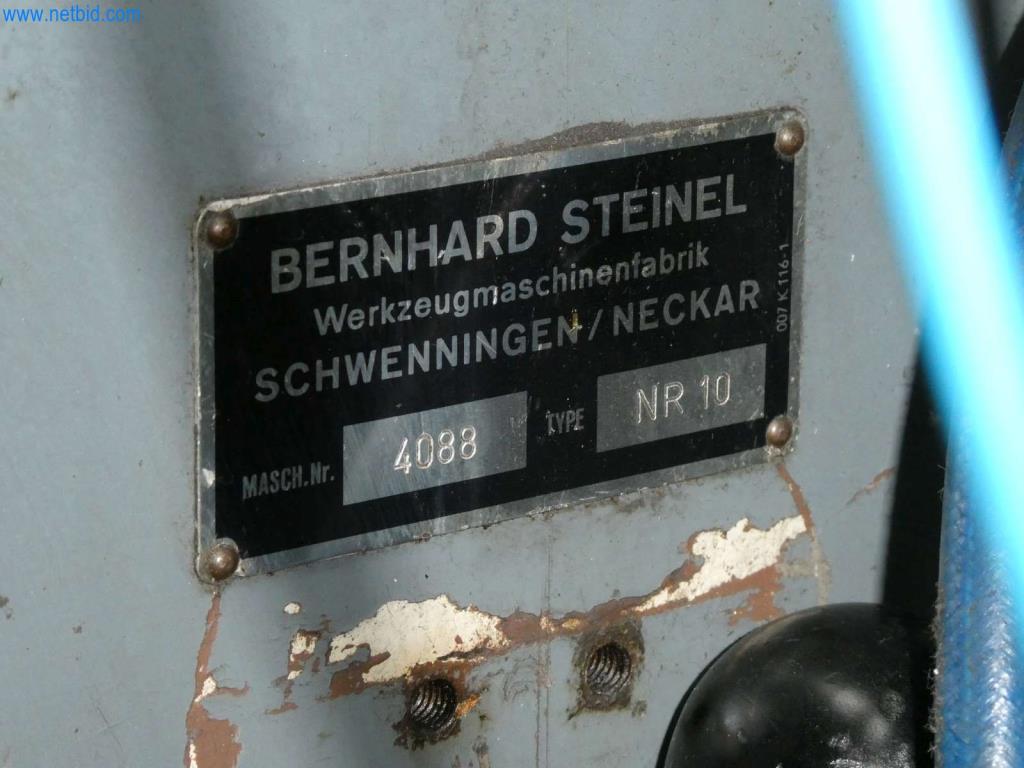 www.netbid.com
BERNHARD STEINEL
Werkzeugmaschinenfabrik
SCHWENNINGEN/NECKAR
MASCH.Nr. 4088 TYPE NR 10
007 K 116-1